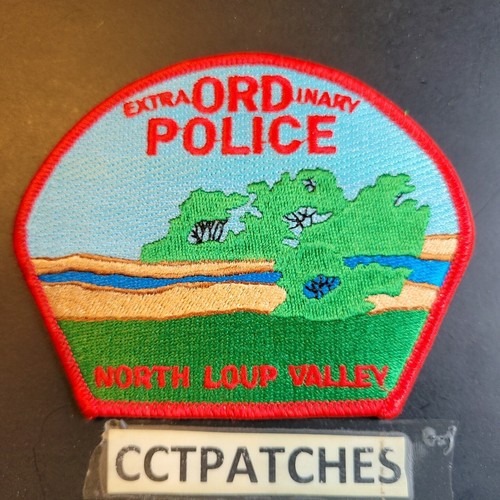 EXTRAORDINARY
POLICE
NORTH LOUP VALLEY
CCTPATCHES